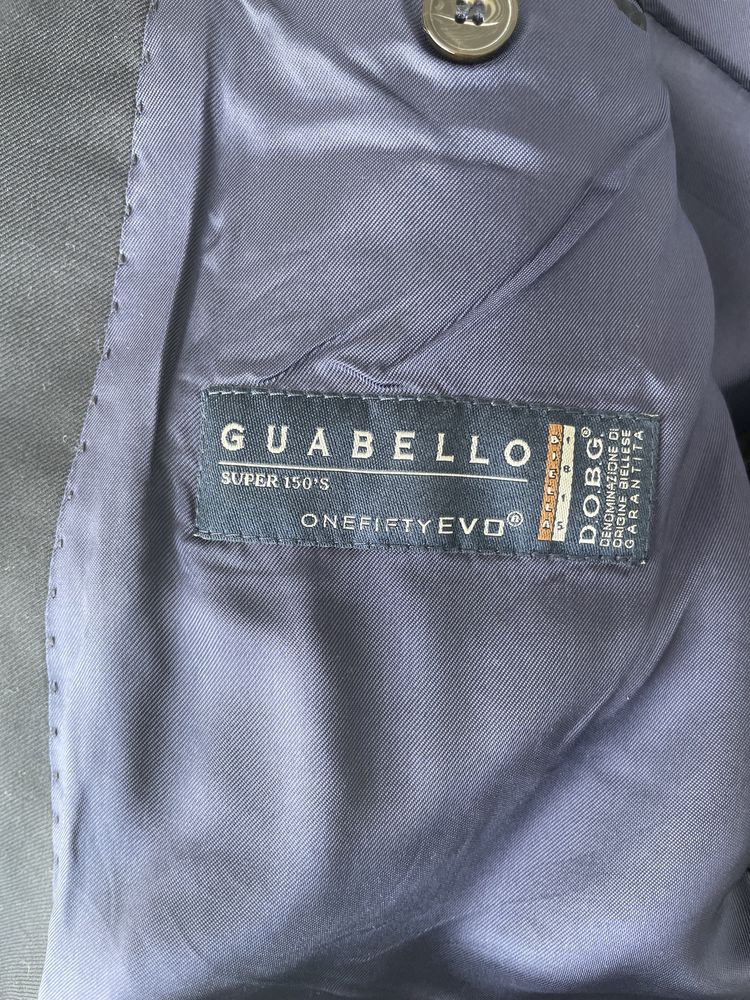 GUABELLO
SUPER 150'S
ONEFIFTYEVO®
BIELLA
1815
D.O.B.G.®
DENOMINAZIONE DI
ORIGINE BIELLESE
GARANTITA